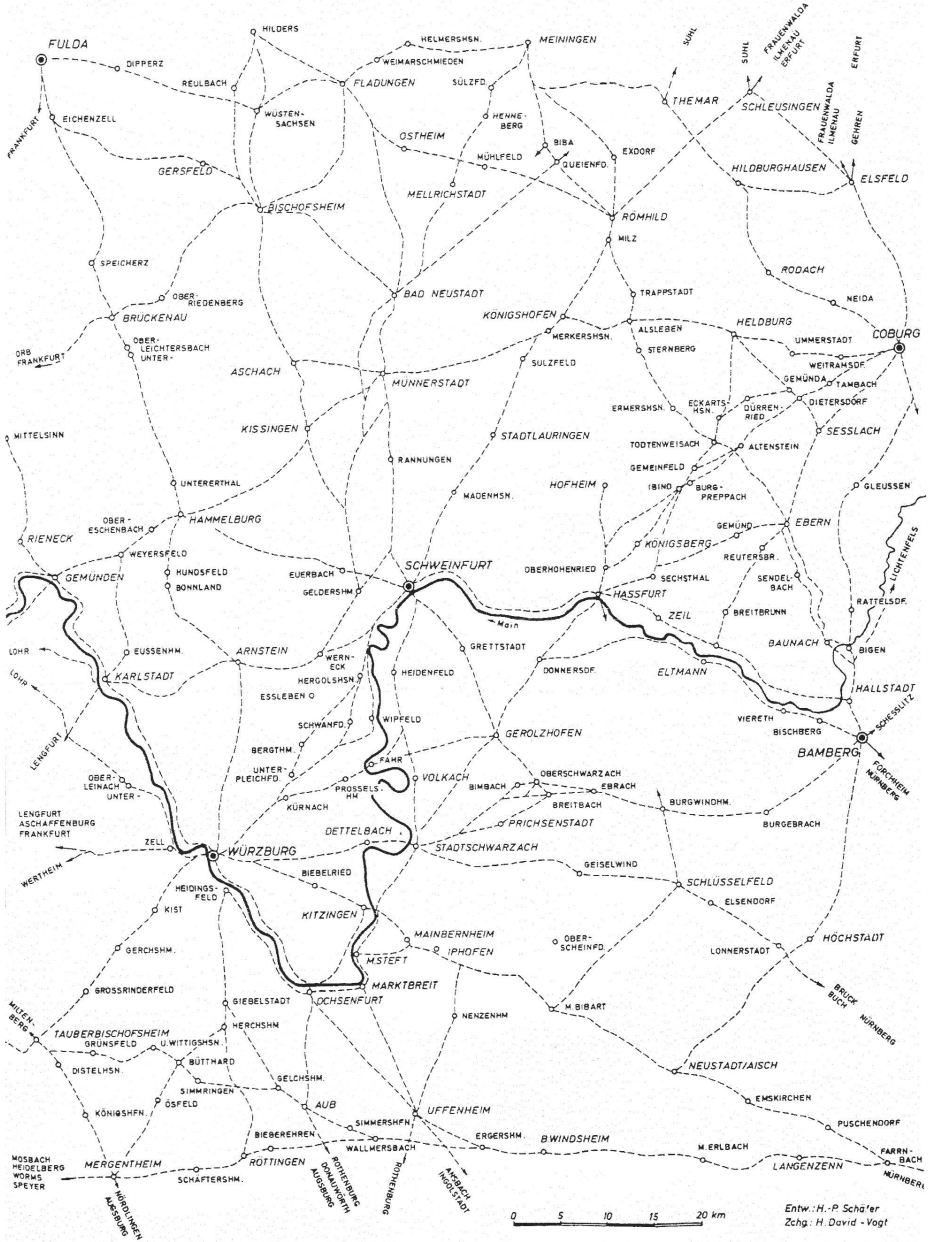 FULDA
HILDERS
HELMERSHSN.
MEININGEN
SUHL
SUHL
FRAUENWALDA
ILMENAU
ERFURT
ERFURT
DIPPERZ
WEIMARSCHMIEDEN
REULBACH
FLADUNGEN
SÜLZFD.
THEMAR
SCHLEUSINGEN
FRANKFURT
EICHENZELL
WÜSTEN-
SACHSEN
HENNE-
BERG
FRAUENWALDA
ILMENAU
GEHREN
OSTHEIM
BIBA
EXDORF
GERSFELD
MÜHLFELD
QUEIENFD.
HILDBURGHAUSEN
ELSFELD
MELLRICHSTADT
BISCHOFSHEIM
RÖMHILD
MILZ
SPEICHERZ
RODACH
OBER-
RIEDENBERG
BAD NEUSTADT
TRAPPSTADT
NEIDA
BRÜCKENAU
KÖNIGSHOFEN
ALSLEBEN
HELDBURG
COBURG
OBER-
LEICHTERSBACH
UNTER-
MERKERSHSN.
UMMERSTADT
ORB
FRANKFURT
STERNBERG
WEITRAMSDF.
ASCHACH
SULZFELD
MÜNNERSTADT
GEMÜNDA
TAMBACH
ERMERSHSN.
ECKARTS-
HSN.
DÜRREN-
RIED
DIETERSDORF
KISSINGEN
STADTLAURINGEN
SESSLACH
MITTELSINN
TODTENWEISACH
ALTENSTEIN
RANNUNGEN
GEMEINFELD
UNTERERTHAL
MADENHSN.
HOFHEIM
IBIND
BURG-
PREPPACH
GLEUSSEN
OBER-
ESCHENBACH
HAMMELBURG
GEMÜND
EBERN
RIENECK
WEYERSFELD
KÖNIGSBERG
REUTERSBR.
LICHTENFELS
GEMÜNDEN
HUNDSFELD
BONNLAND
EUERBACH
SCHWEINFURT
OBERHOHENRIED
SECHSTHAL
SENDEL-
BACH
GELDERSHM
HASSFURT
Main
ZEIL
BREITBRUNN
RATTELSDF.
LOHR
EUSSENHM.
ARNSTEIN
WERN-
ECK
GRETTSTADT
BAUNACH
BIGEN
LOHR
KARLSTADT
HERGOLSHSN.
HEIDENFELD
DONNERSDF.
ELTMANN
ESSLEBEN
HALLSTADT
SCHWANFD.
WIPFELD
VIERETH
SCHESSLITZ
LENGFURT
BERGTHM.
GEROLZHOFEN
BISCHBERG
BAMBERG
FORCHHEIM
NÜRNBERG
OBER-
LEINACH
UNTER-
UNTER-
PLEICHFD.
FAHR
VOLKACH
OBERSCHWARZACH
BIMBACH
EBRACH
PROSSELS-
HM
KÜRNACH
BREITBACH
BURGWINDHM.
LENGFURT
ASCHAFFENBURG
FRANKFURT
BURGEBRACH
PRICHSENSTADT
ZELL
DETTELBACH
WERTHEIM
WÜRZBURG
STADTSCHWARZACH
BIEBELRIED
GEISELWIND
HEIDINGS-
FELD
SCHLÜSSELFELD
KIST
KITZINGEN
ELSENDORF
MAINBERNHEIM
GERCHSHM.
IPHOFEN
OBER-
SCHEINFD.
LONNERSTADT
HÖCHSTADT
M.STEFT
GROSSRINDERFELD
MARKTBREIT
BRUCK
BUCH
NÜRNBERG
GIEBELSTADT
OCHSENFURT
M.BIBART
MILTEN-
BERG
TAUBERBISCHOFSHEIM
HERCHSHM
NENZENHM
GRÜNSFELD
U.WITTIGSHSN.
DISTELHSN.
BÜTTHARD
NEUSTADT/AISCH
SIMMRINGEN
GELCHSHM.
KÖNIGSHFN.
ÖSFELD
AUB
UFFENHEIM
EMSKIRCHEN
SIMMERSHFN.
PUSCHENDORF
BIEBEREHREN
WALLMERSBACH
ERGERSHM.
B.WINDSHEIM
MOSBACH
HEIDELBERG
WORMS
SPEYER
MERGENTHEIM
RÖTTINGEN
M.ERLBACH
FARRN-
BACH
SCHÄFTERSHM.
LANGENZENN
NÜRNBERG
NÖRDLINGEN
AUGSBURG
ROTHENBURG
DONAUWÖRTH
AUGSBURG
ROTHENBURG
ANSBACH
INGOLSTADT
0 5 10 15 20 km
Entw.: H.-P. Schäfer
Zchg.: H. David - Vogt